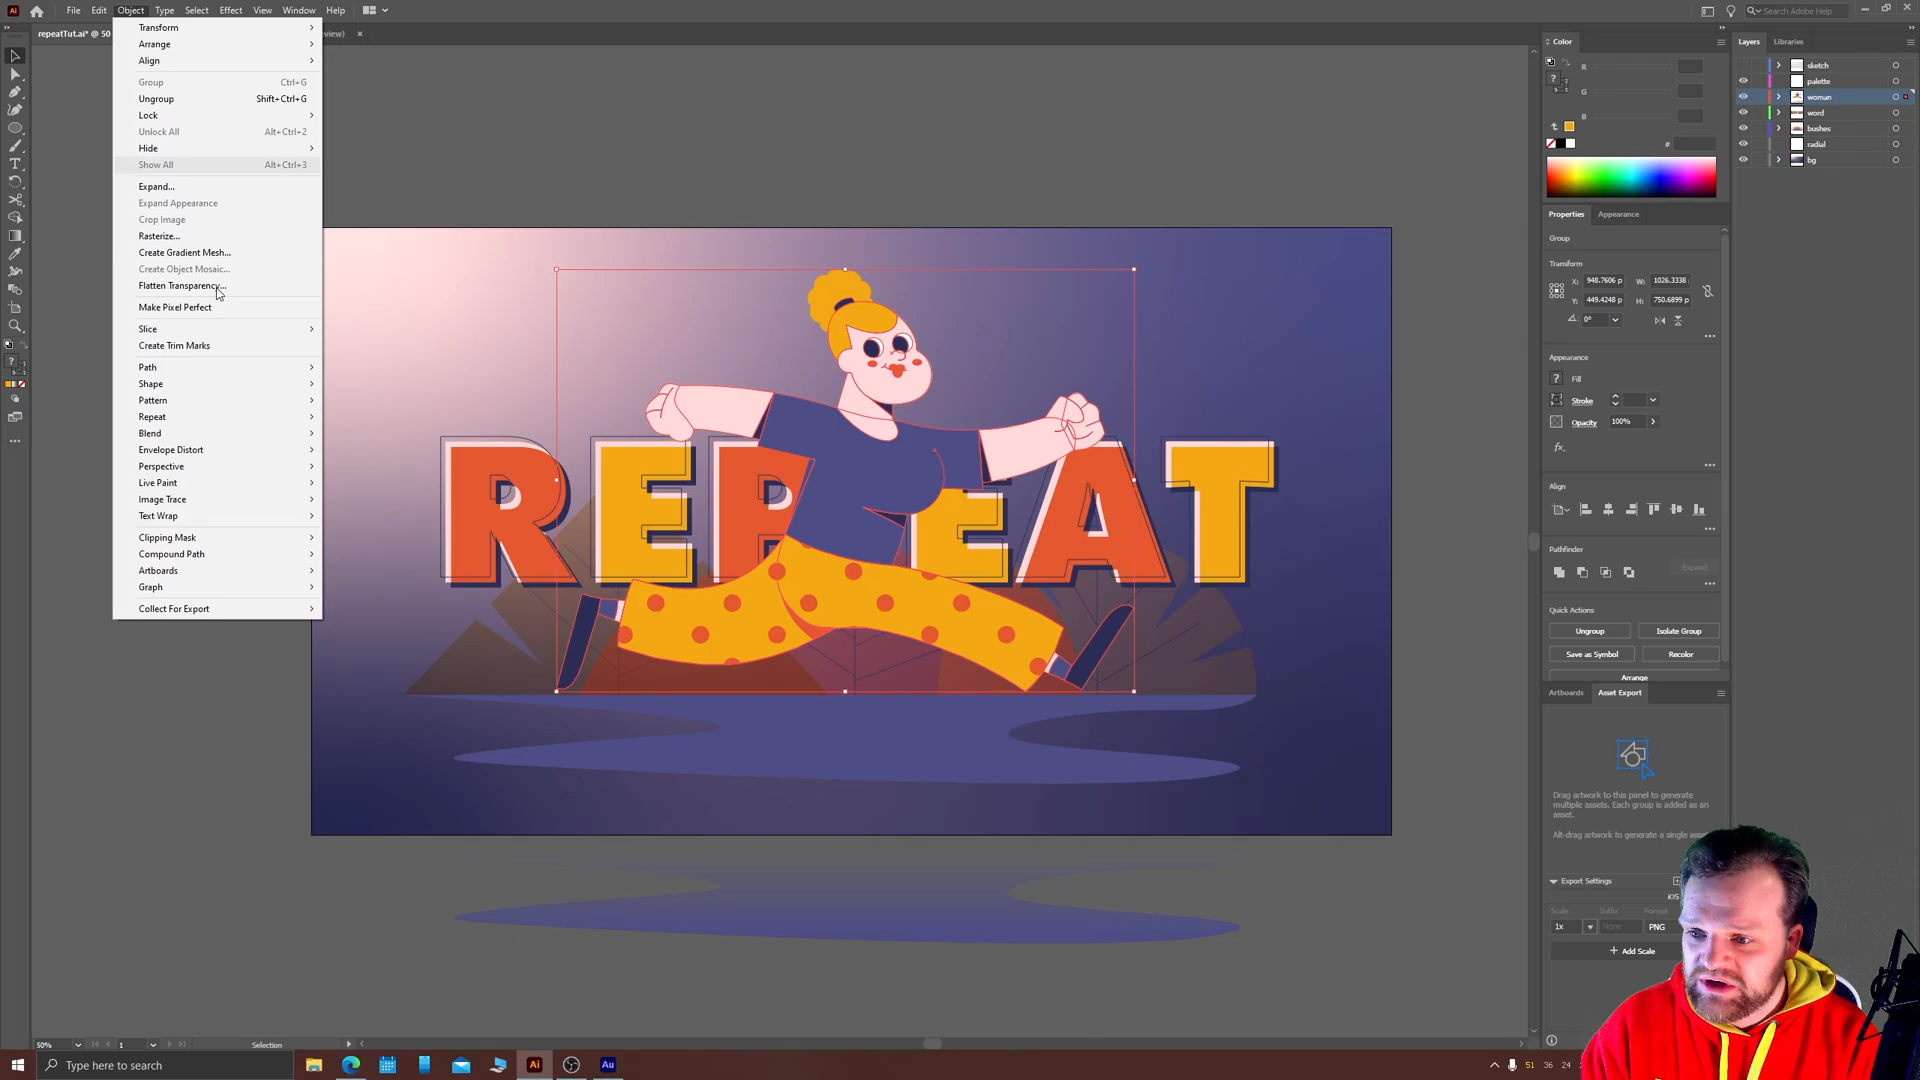 Ai File Edit Object Type Select Effect View Window Help
Search Adobe Help
repeatTut.ai* @ 50
view) ×
Transform
Arrange
Align
Group Ctrl+G
Ungroup Shift+Ctrl+G
Lock
Unlock All Alt+Ctrl+2
Hide
Show All Alt+Ctrl+3
Expand...
Expand Appearance
Crop Image
Rasterize...
Create Gradient Mesh...
Create Object Mosaic...
Flatten Transparency...
Make Pixel Perfect
Slice
Create Trim Marks
Path
Shape
Pattern
Repeat
Blend
Envelope Distort
Perspective
Live Paint
Image Trace
Text Wrap
Clipping Mask
Compound Path
Artboards
Graph
Collect For Export
REPEAT
Color
R
G
B
#
Properties Appearance
Group
Transform
X: 948.7606 p W: 1026.3338
Y: 449.4248 p H: 750.6899 p
0°
Appearance
? Fill
Stroke
Opacity 100%
fx
Align
Pathfinder
Expand
Quick Actions
Ungroup Isolate Group
Save as Symbol Recolor
Arrange
Artboards Asset Export
Drag artwork to this panel to generate
multiple assets. Each group is added as an
asset.
Alt-drag artwork to generate a single asse
Export Settings
iOS
Scale Suffix Format
1x None PNG
+ Add Scale
Layers Libraries
sketch
palette
woman
word
bushes
radial
bg
50% 1 Selection
Type here to search
Ai Au
51 36 24